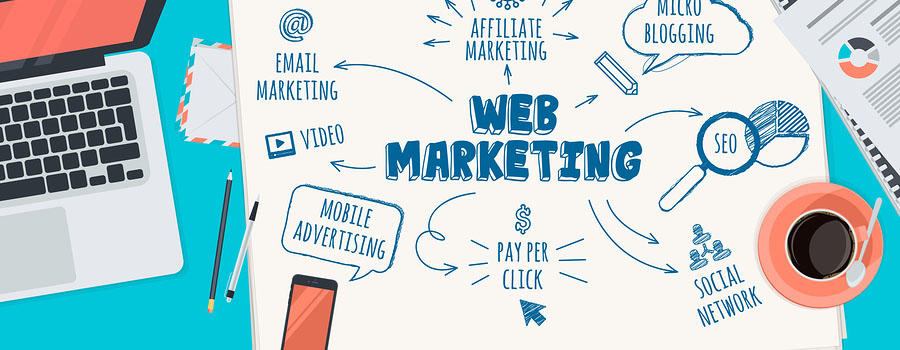 MICRO
BLOGGING
AFFILIATE
MARKETING
@
EMAIL
MARKETING
WEB
MARKETING
VIDEO
SEO
MOBILE
ADVERTISING
$
PAY PER
CLICK
SOCIAL
NETWORK